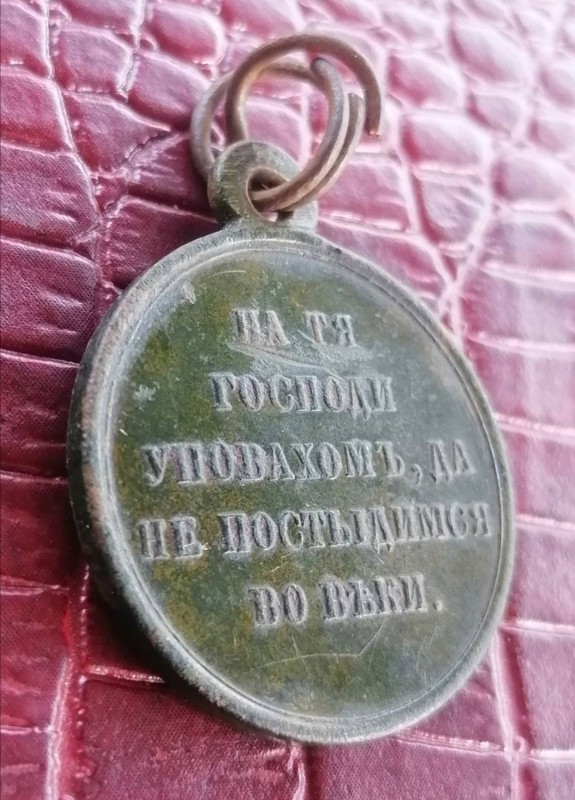 НА ТЯ
ГОСПОДИ
УПОВАХОМЪ, ДА
НЕ ПОСТЫДИМСЯ
ВО ВѢКИ.